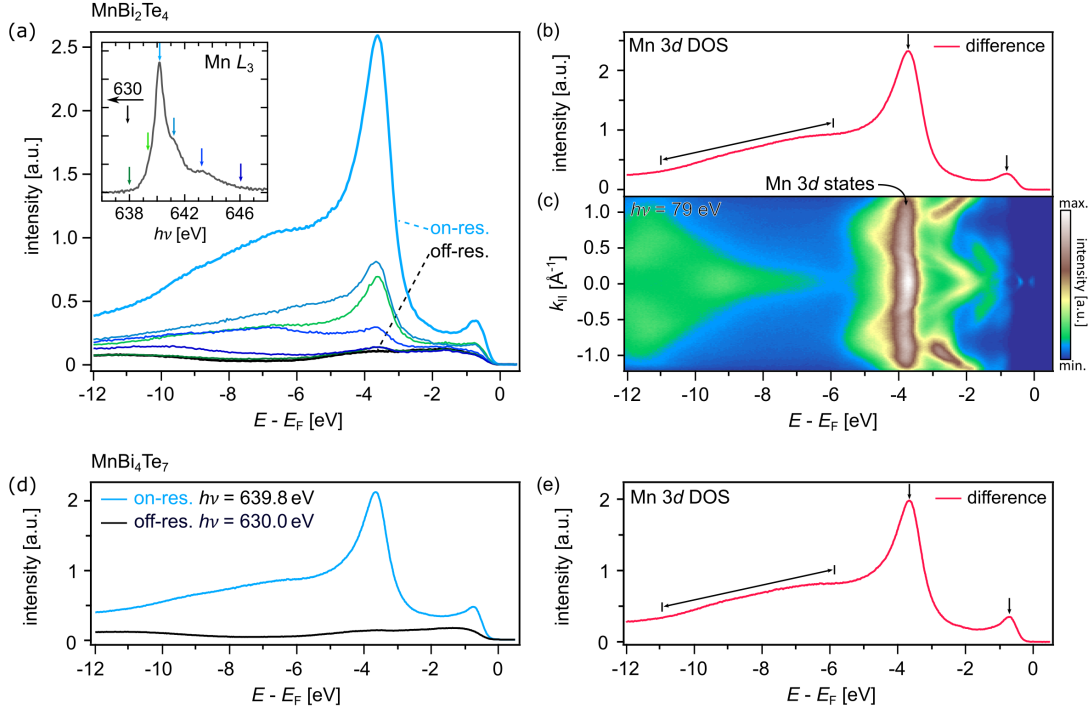 MnBi2Te4
(a)
intensity [a.u.]
2.5
2.0
1.5
1.0
0.5
0
Mn L3
630
638
642
646
hν [eV]
on-res.
off-res.
-12
-10
-8
-6
-4
-2
0
E - EF [eV]
(b)
Mn 3d DOS
difference
intensity [a.u.]
2
1
0
Mn 3d states
(c)
hν = 79 eV
k|| [Å-1]
1.0
0.5
0.0
-0.5
-1.0
max.
intensity [a.u.]
min.
-12
-10
-8
-6
-4
-2
0
E - EF [eV]
MnBi4Te7
(d)
on-res. hν = 639.8 eV
off-res. hν = 630.0 eV
intensity [a.u.]
2
1
0
-12
-10
-8
-6
-4
-2
0
E - EF [eV]
(e)
Mn 3d DOS
difference
intensity [a.u.]
2
1
0
-12
-10
-8
-6
-4
-2
0
E - EF [eV]